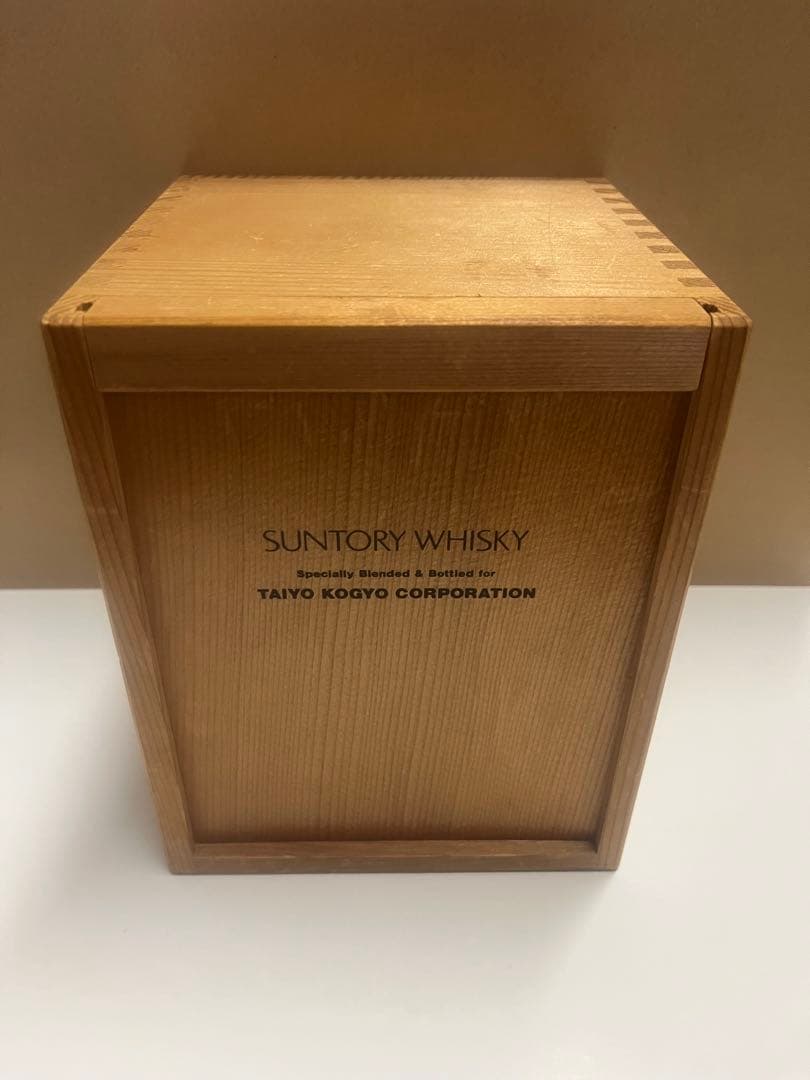 SUNTORY WHISKY
Specially Blended & Bottled for
TAIYO KOGYO CORPORATION